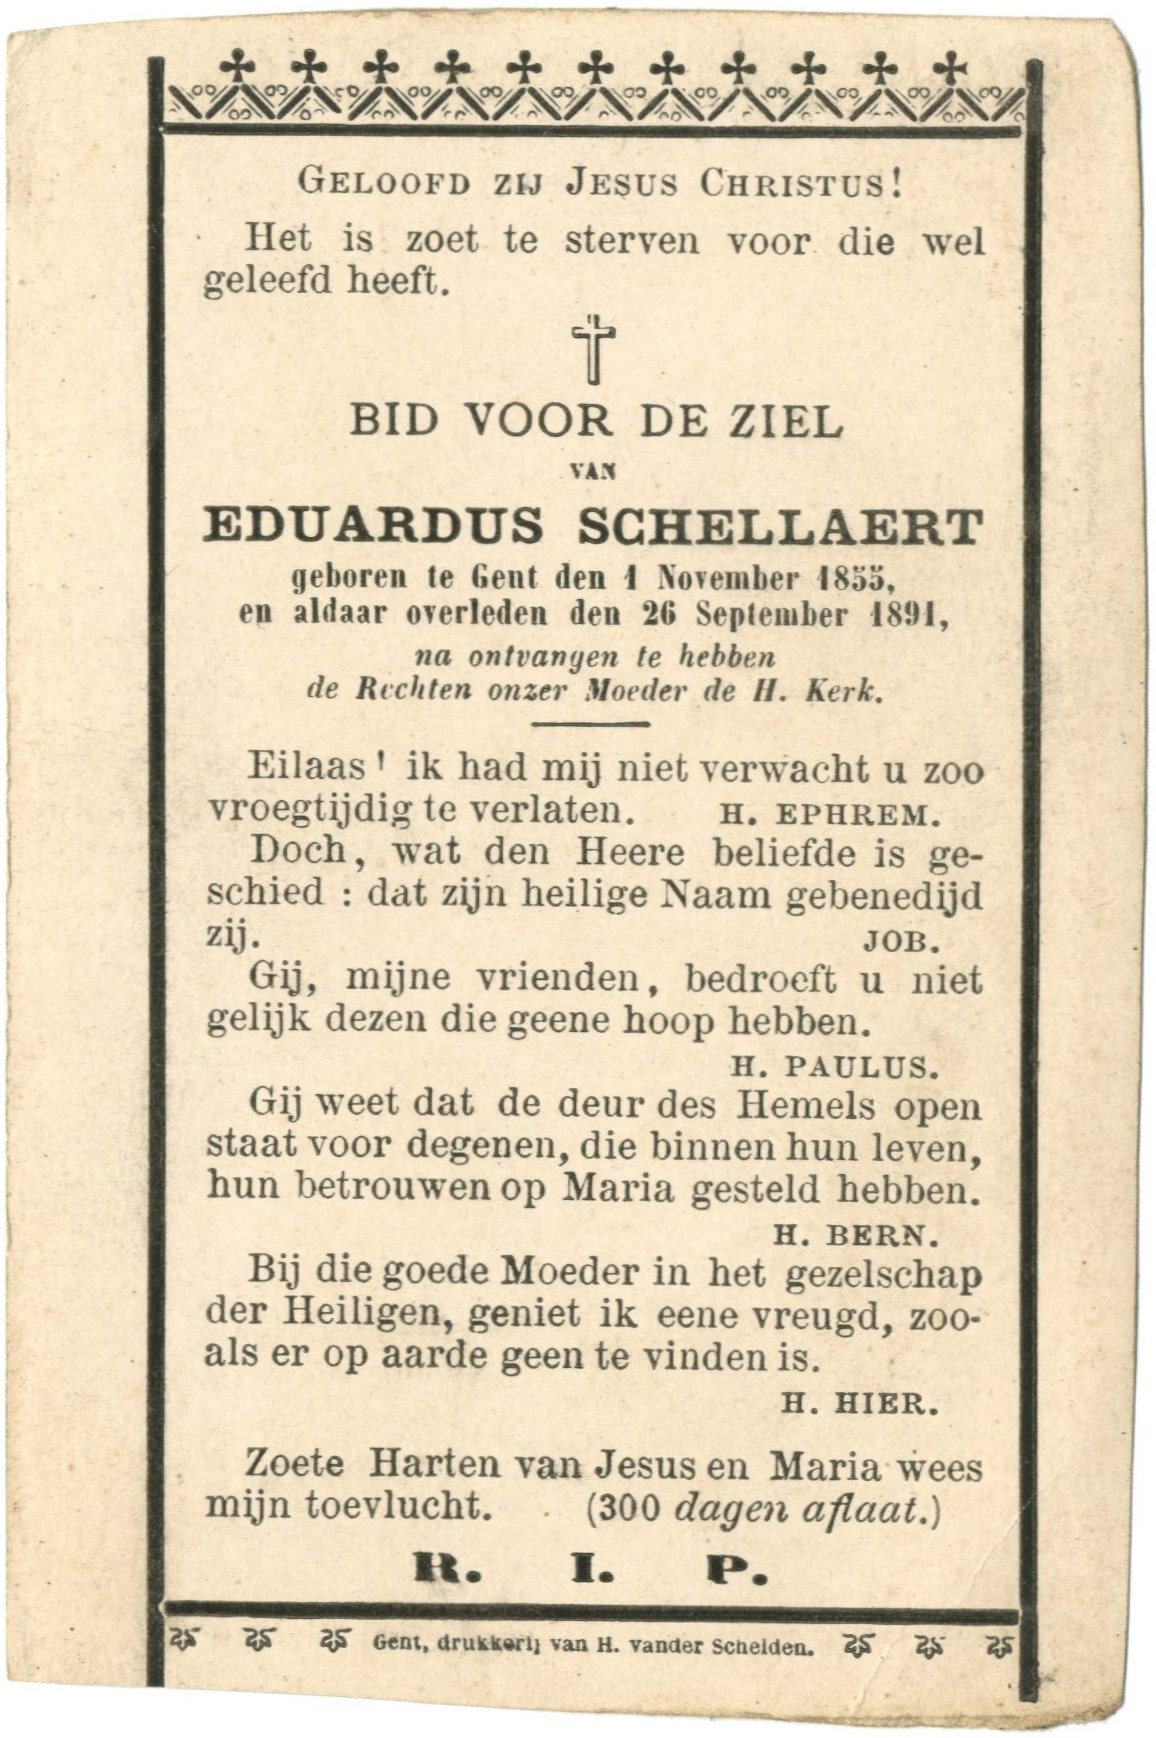 GELOOFD ZIJ JESUS CHRISTUS!
Het is zoet te sterven voor die wel
geleefd heeft.
BID VOOR DE ZIEL
VAN
EDUARDUS SCHELLAERT
geboren te Gent den 1 November 1855,
en aldaar overleden den 26 September 1891,
na ontvangen te hebben
de Rechten onzer Moeder de H. Kerk.
Eilaas! ik had mij niet verwacht u zoo
vroegtijdig te verlaten. H. EPHREM.
Doch, wat den Heere beliefde is ge-
schied : dat zijn heilige Naam gebenedijd
zij. JOB.
Gij, mijne vrienden, bedroeft u niet
gelijk dezen die geene hoop hebben.
H. PAULUS.
Gij weet dat de deur des Hemels open
staat voor degenen, die binnen hun leven,
hun betrouwen op Maria gesteld hebben.
H. BERN.
Bij die goede Moeder in het gezelschap
der Heiligen, geniet ik eene vreugd, zoo-
als er op aarde geen te vinden is.
H. HIER.
Zoete Harten van Jesus en Maria wees
mijn toevlucht. (300 dagen aflaat.)
R. I. P.
Gent, drukkerij van H. vander Schelden.